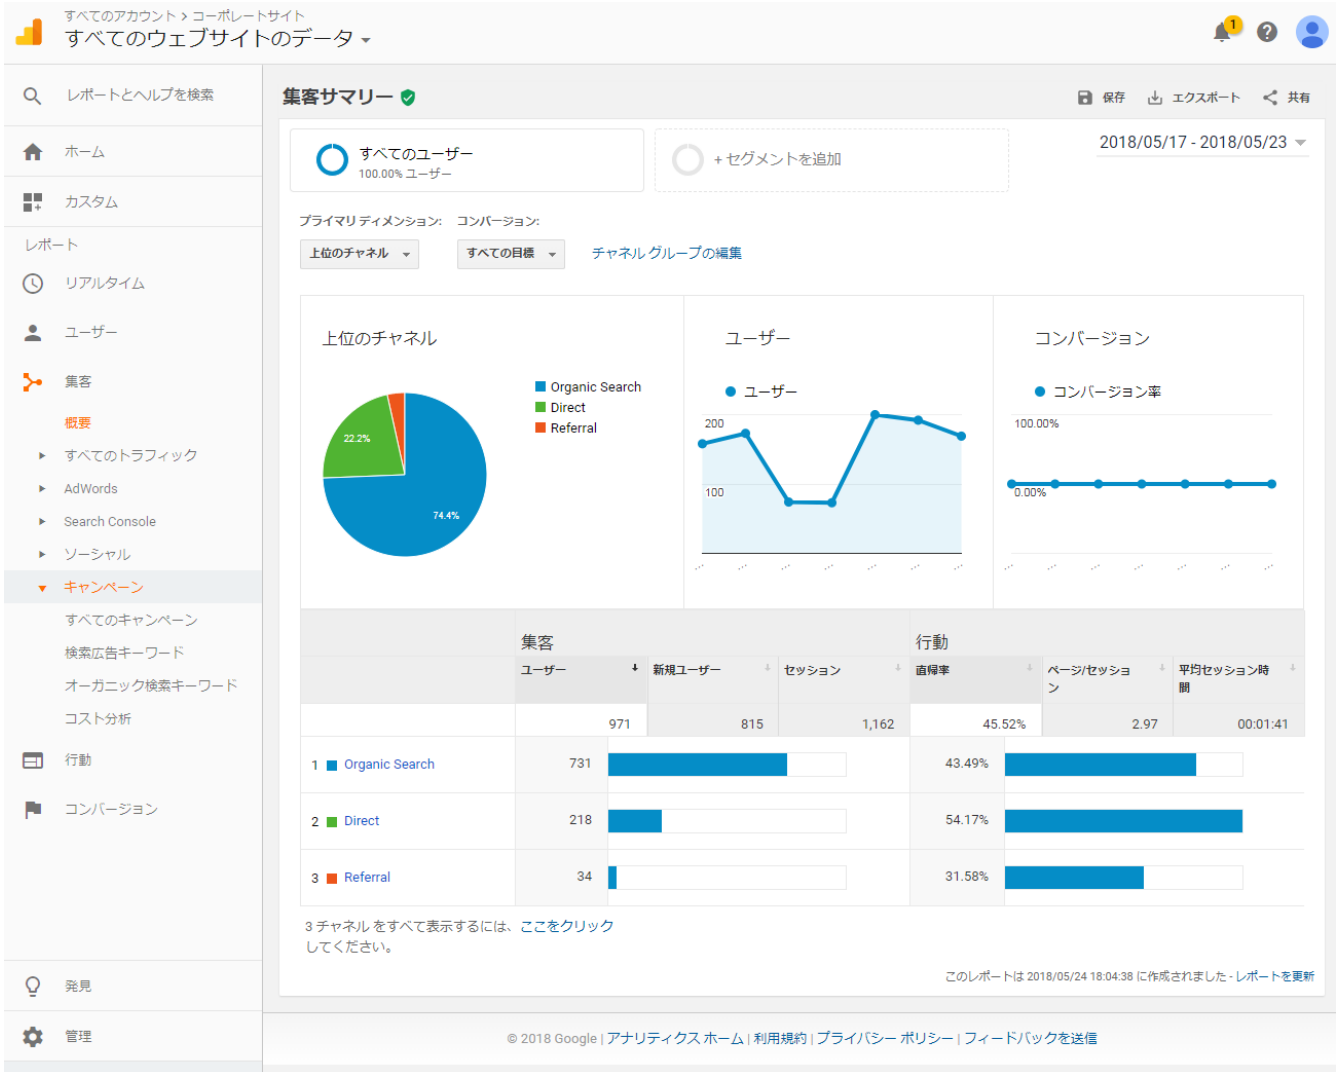 すべてのアカウント > コーポレートサイト
すべてのウェブサイトのデータ
1
レポートとヘルプを検索
ホーム
カスタム
レポート
リアルタイム
ユーザー
集客
概要
すべてのトラフィック
AdWords
Search Console
ソーシャル
キャンペーン
すべてのキャンペーン
検索広告キーワード
オーガニック検索キーワード
コスト分析
行動
コンバージョン
発見
管理
集客サマリー
保存
エクスポート
共有
すべてのユーザー
100.00% ユーザー
+ セグメントを追加
2018/05/17 - 2018/05/23
プライマリ ディメンション:
コンバージョン:
上位のチャネル
すべての目標
チャネル グループの編集
上位のチャネル
Organic Search
Direct
Referral
22.2%
74.4%
ユーザー
ユーザー
200
100
コンバージョン
コンバージョン率
100.00%
0.00%
集客
行動
ユーザー
新規ユーザー
セッション
直帰率
ページ/セッショ
ン
平均セッション時
間
971
815
1,162
45.52%
2.97
00:01:41
1 Organic Search
731
43.49%
2 Direct
218
54.17%
3 Referral
34
31.58%
3 チャネル をすべて表示するには、ここをクリック
してください。
このレポートは 2018/05/24 18:04:38 に作成されました - レポートを更新
© 2018 Google | アナリティクス ホーム | 利用規約 | プライバシー ポリシー | フィードバックを送信